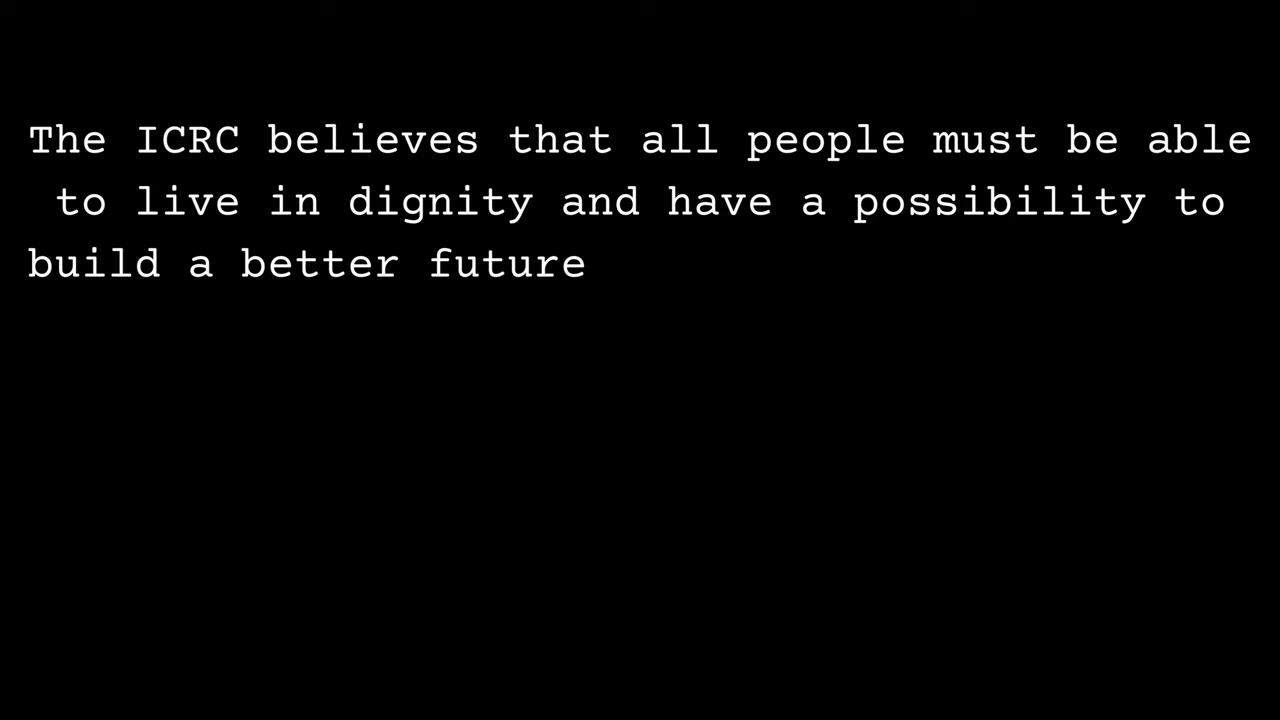 The ICRC believes that all people must be able
to live in dignity and have a possibility to
build a better future